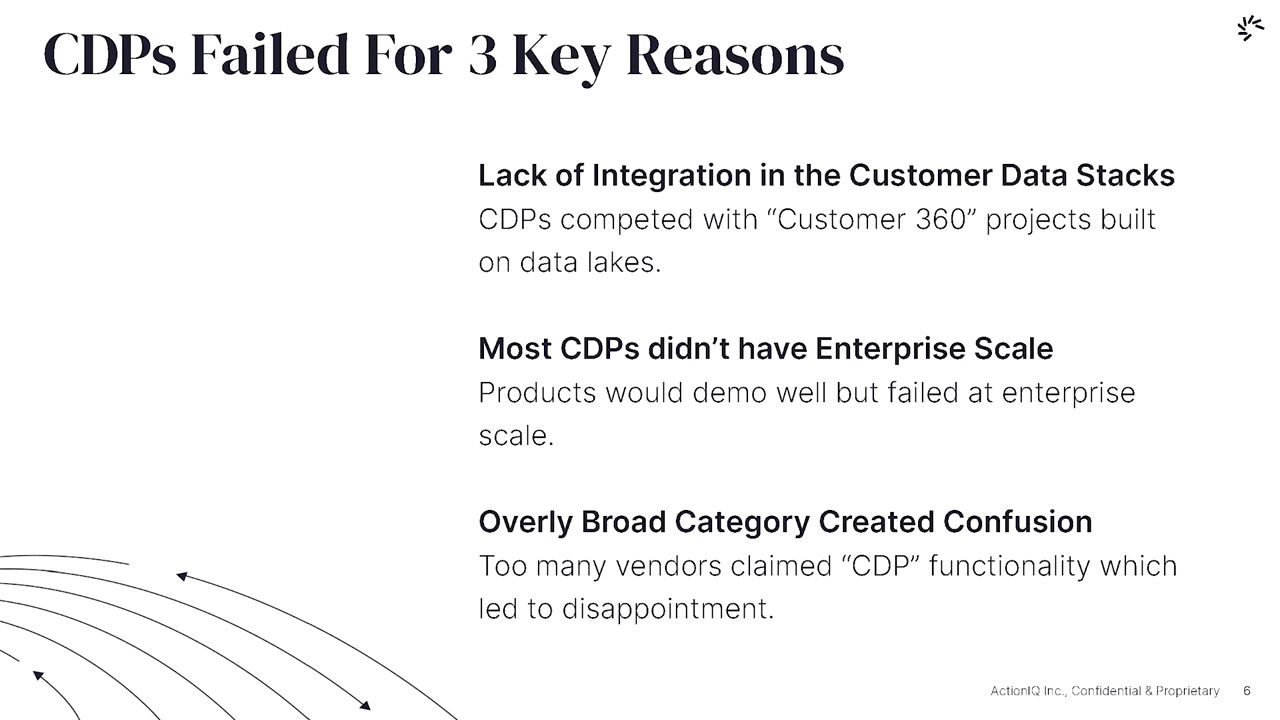 CDPs Failed For 3 Key Reasons
Lack of Integration in the Customer Data Stacks
CDPs competed with “Customer 360” projects built
on data lakes.
Most CDPs didn’t have Enterprise Scale
Products would demo well but failed at enterprise
scale.
Overly Broad Category Created Confusion
Too many vendors claimed “CDP” functionality which
led to disappointment.
ActionIQ Inc., Confidential & Proprietary 6